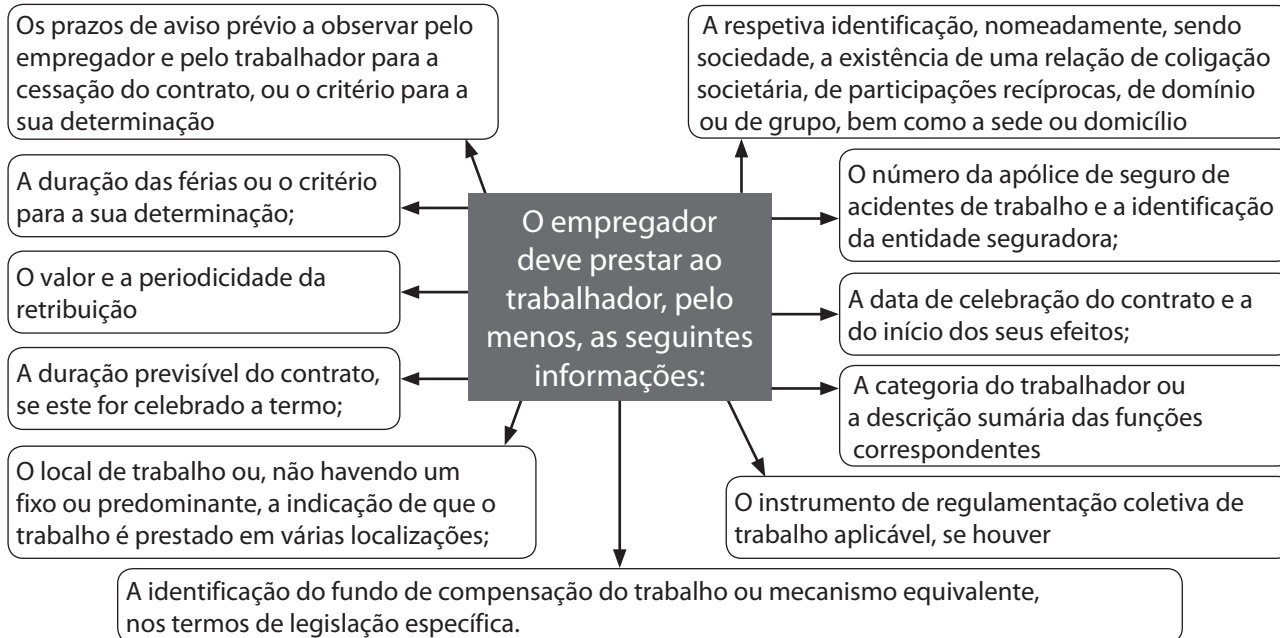 Os prazos de aviso prévio a observar pelo
empregador e pelo trabalhador para a
cessação do contrato, ou o critério para a
sua determinação
A respetiva identificação, nomeadamente, sendo
sociedade, a existência de uma relação de coligação
societária, de participações recíprocas, de domínio
ou de grupo, bem como a sede ou domicílio
A duração das férias ou o critério
para a sua determinação;
O valor e a periodicidade da
retribuição
A duração previsível do contrato,
se este for celebrado a termo;
O local de trabalho ou, não havendo um
fixo ou predominante, a indicação de que o
trabalho é prestado em várias localizações;
O empregador
deve prestar ao
trabalhador, pelo
menos, as seguintes
informações:
O número da apólice de seguro de
acidentes de trabalho e a identificação
da entidade seguradora;
A data de celebração do contrato e a
do início dos seus efeitos;
A categoria do trabalhador ou
a descrição sumária das funções
correspondentes
O instrumento de regulamentação coletiva de
trabalho aplicável, se houver
A identificação do fundo de compensação do trabalho ou mecanismo equivalente,
nos termos de legislação específica.